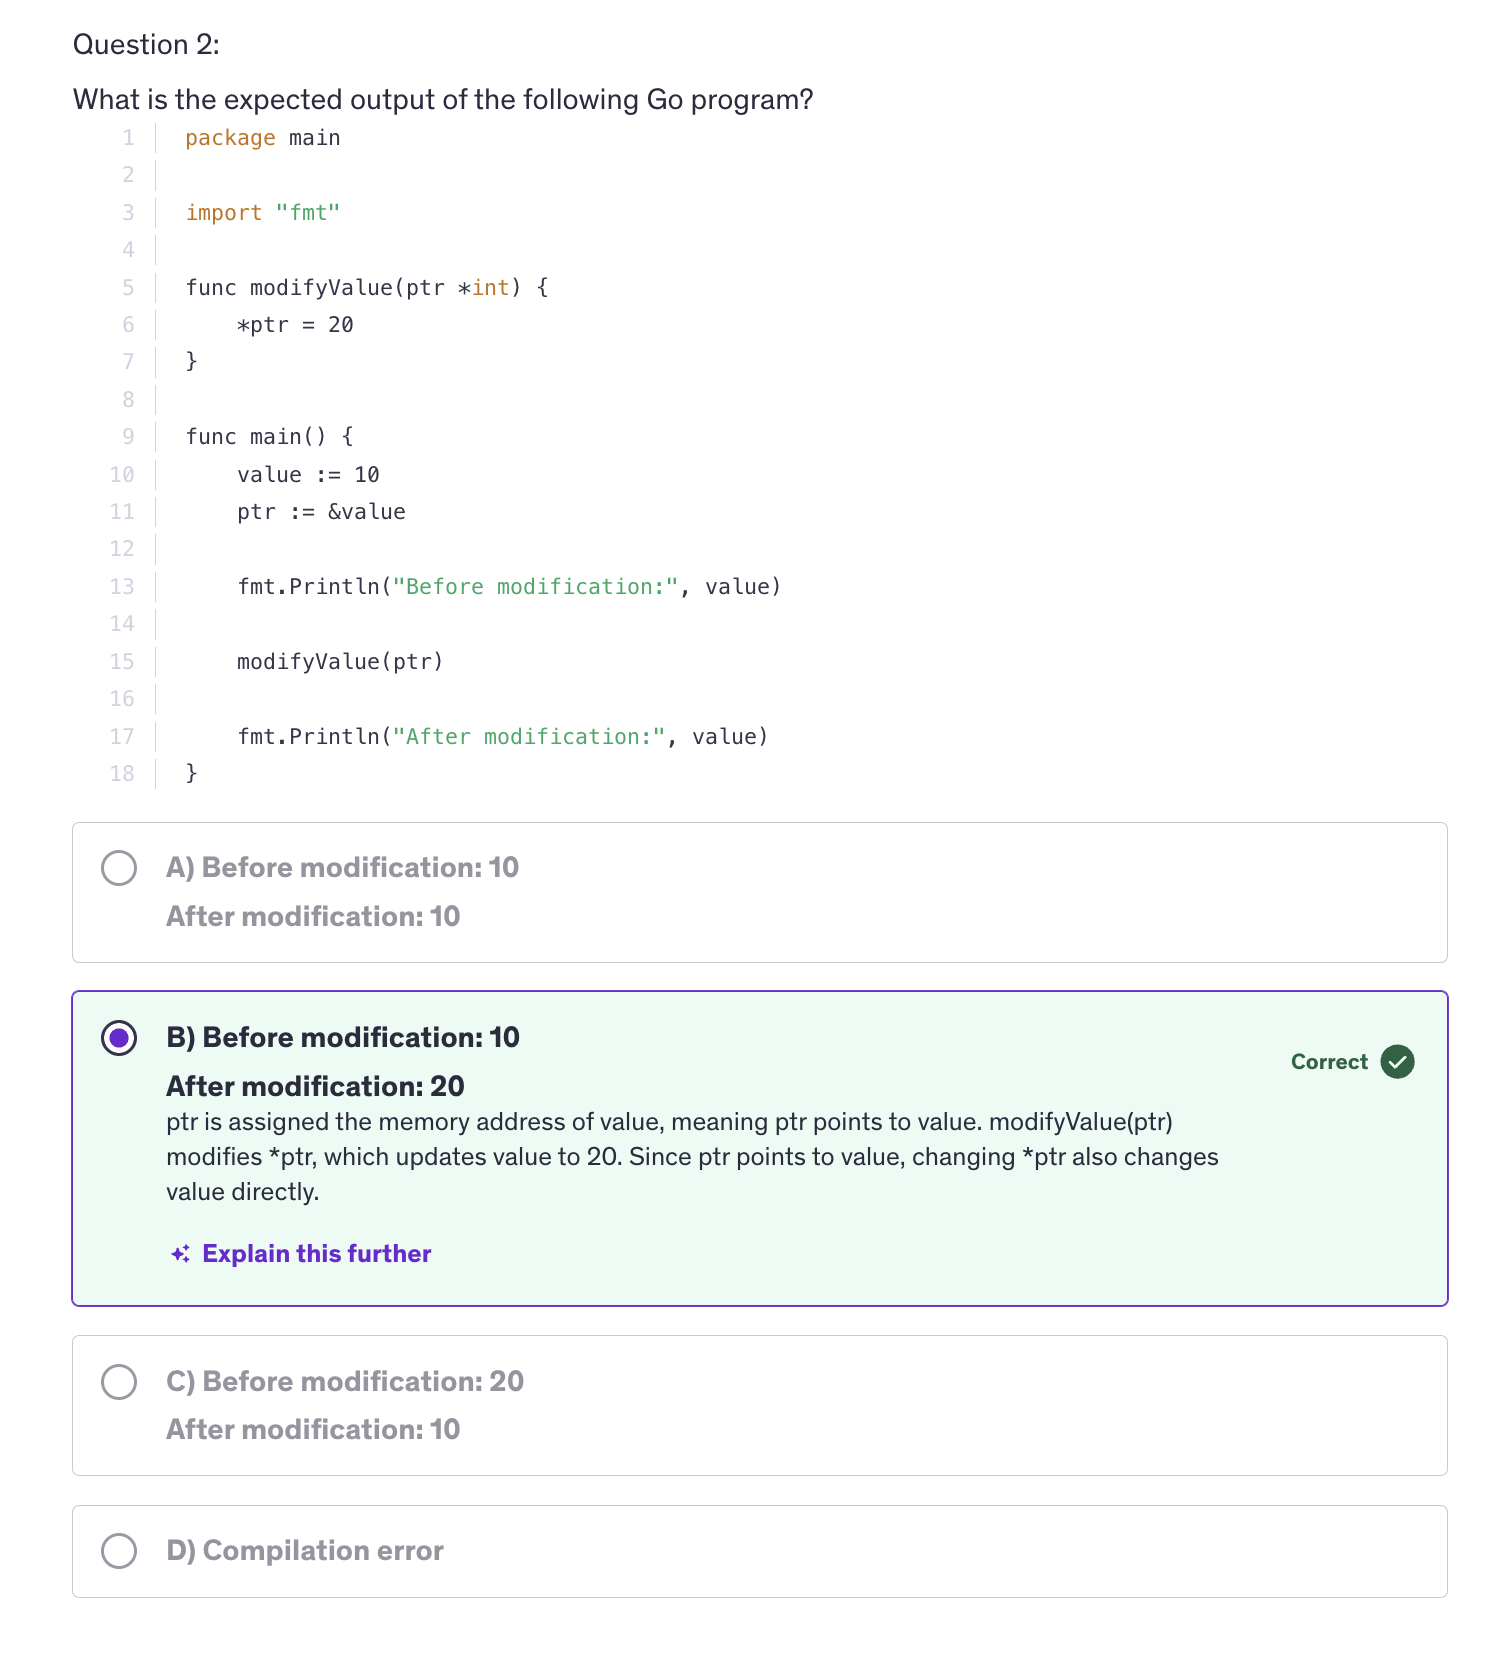 Question 2:
What is the expected output of the following Go program?
1 package main
2
3 import "fmt"
4
5 func modifyValue(ptr *int) {
6     *ptr = 20
7 }
8
9 func main() {
10     value := 10
11     ptr := &value
12
13     fmt.Println("Before modification:", value)
14
15     modifyValue(ptr)
16
17     fmt.Println("After modification:", value)
18 }
A) Before modification: 10
After modification: 10
B) Before modification: 10
Correct
After modification: 20
ptr is assigned the memory address of value, meaning ptr points to value. modifyValue(ptr)
modifies *ptr, which updates value to 20. Since ptr points to value, changing *ptr also changes
value directly.
Explain this further
C) Before modification: 20
After modification: 10
D) Compilation error